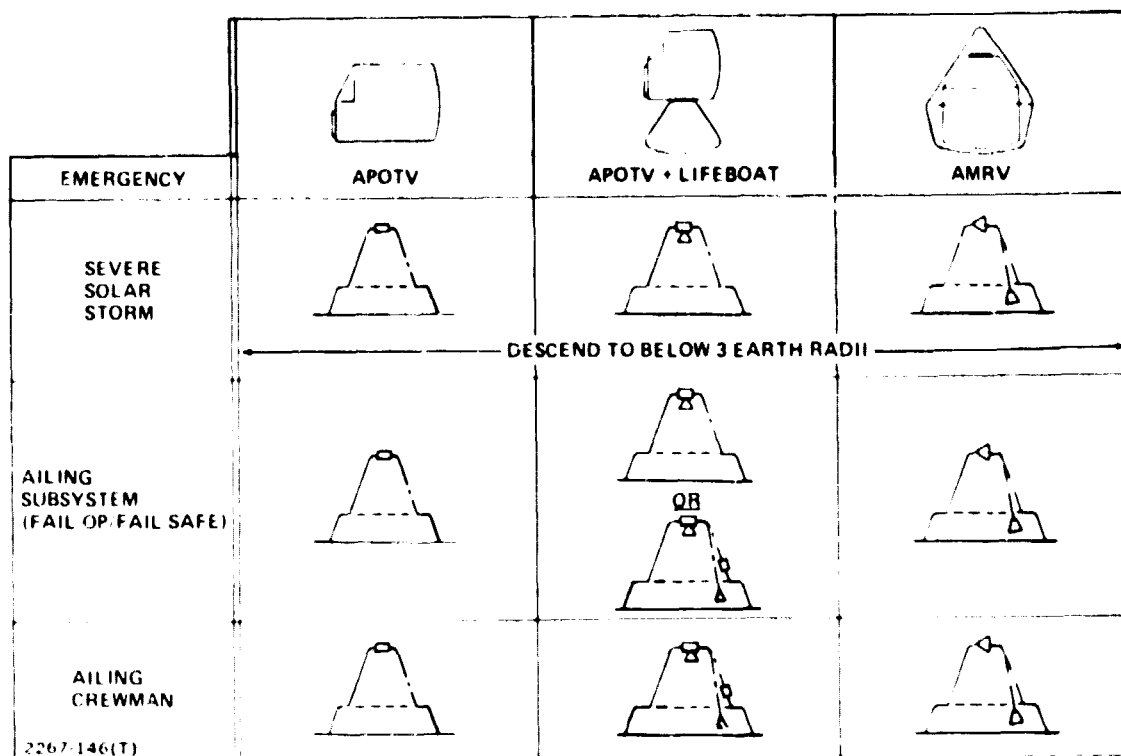 EMERGENCY
APOTV
APOTV + LIFEBOAT
AMRV
SEVERE
SOLAR
STORM
DESCEND TO BELOW 3 EARTH RADII
AILING
SUBSYSTEM
(FAIL OP/FAIL SAFE)
OR
AILING
CREWMAN
2267-146(T)